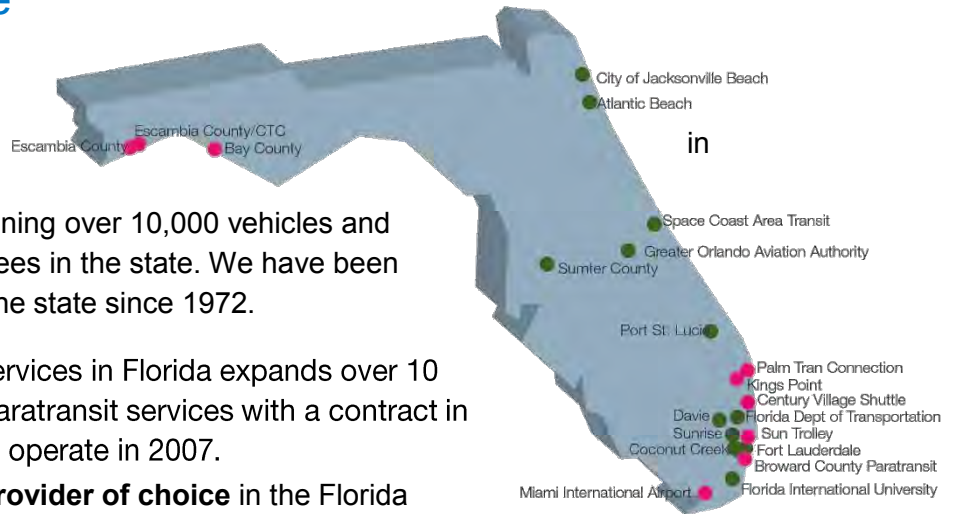 e
City of Jacksonville Beach
Atlantic Beach
in
Escambia County/CTC
Escambia County
Bay County
ning over 10,000 vehicles and
ees in the state. We have been
ne state since 1972.
Space Coast Area Transit
Greater Orlando Aviation Authority
Sumter County
Port St. Lucie
ervices in Florida expands over 10
aratransit services with a contract in
operate in 2007.
rovider of choice in the Florida
Palm Tran Connection
Kings Point
Century Village Shuttle
Davie
Florida Dept of Transportation
Sunrise
Sun Trolley
Coconut Creek
Fort Lauderdale
Broward County Paratransit
Miami International Airport
Florida International University